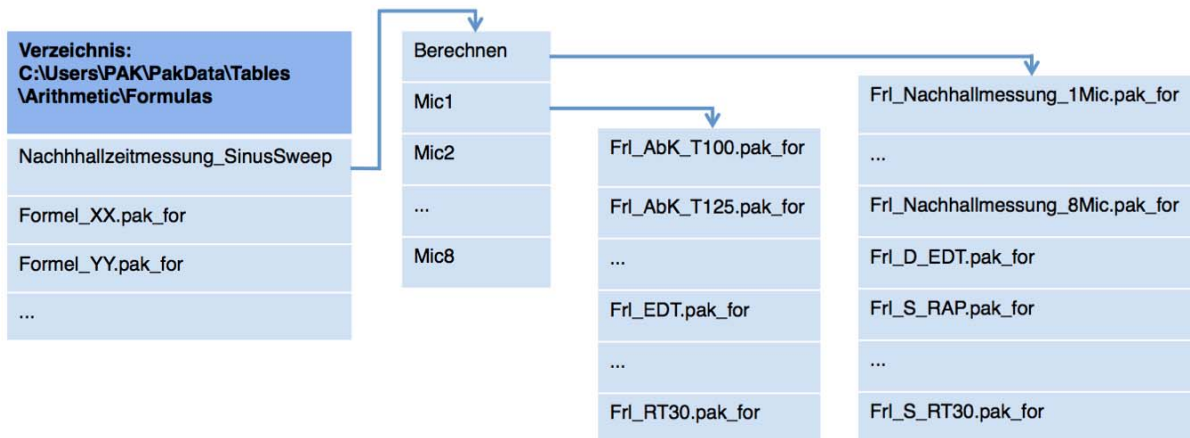 Verzeichnis:
C:\Users\PAK\PakData\Tables
\Arithmetic\Formulas
Nachhhallzeitmessung_SinusSweep
Formel_XX.pak_for
Formel_YY.pak_for
...
Berechnen
Mic1
Mic2
...
Mic8
Frl_AbK_T100.pak_for
Frl_AbK_T125.pak_for
...
Frl_EDT.pak_for
...
Frl_RT30.pak_for
Frl_Nachhallmessung_1Mic.pak_for
...
Frl_Nachhallmessung_8Mic.pak_for
Frl_D_EDT.pak_for
Frl_S_RAP.pak_for
...
Frl_S_RT30.pak_for